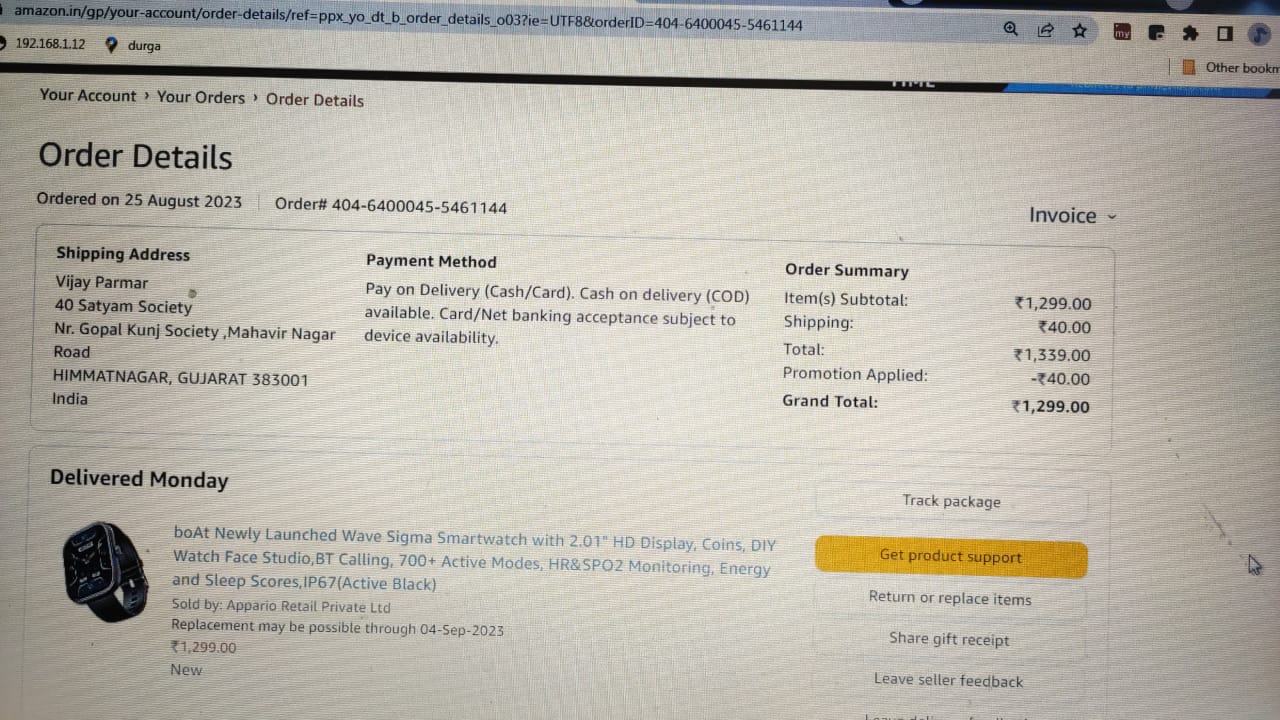 amazon.in/gp/your-account/order-details/ref=ppx_yo_dt_b_order_details_o03?ie=UTF8&orderID=404-6400045-5461144
192.168.1.12 durga
Other bookm
Your Account › Your Orders › Order Details
Order Details
Ordered on 25 August 2023 Order# 404-6400045-5461144
Invoice
Shipping Address
Vijay Parmar
40 Satyam Society
Nr. Gopal Kunj Society ,Mahavir Nagar
Road
HIMMATNAGAR, GUJARAT 383001
India
Payment Method
Pay on Delivery (Cash/Card). Cash on delivery (COD)
available. Card/Net banking acceptance subject to
device availability.
Order Summary
Item(s) Subtotal: ₹1,299.00
Shipping: ₹40.00
Total: ₹1,339.00
Promotion Applied: -₹40.00
Grand Total: ₹1,299.00
Delivered Monday
boAt Newly Launched Wave Sigma Smartwatch with 2.01" HD Display, Coins, DIY
Watch Face Studio,BT Calling, 700+ Active Modes, HR&SPO2 Monitoring, Energy
and Sleep Scores,IP67(Active Black)
Sold by: Appario Retail Private Ltd
Replacement may be possible through 04-Sep-2023
₹1,299.00
New
Track package
Get product support
Return or replace items
Share gift receipt
Leave seller feedback